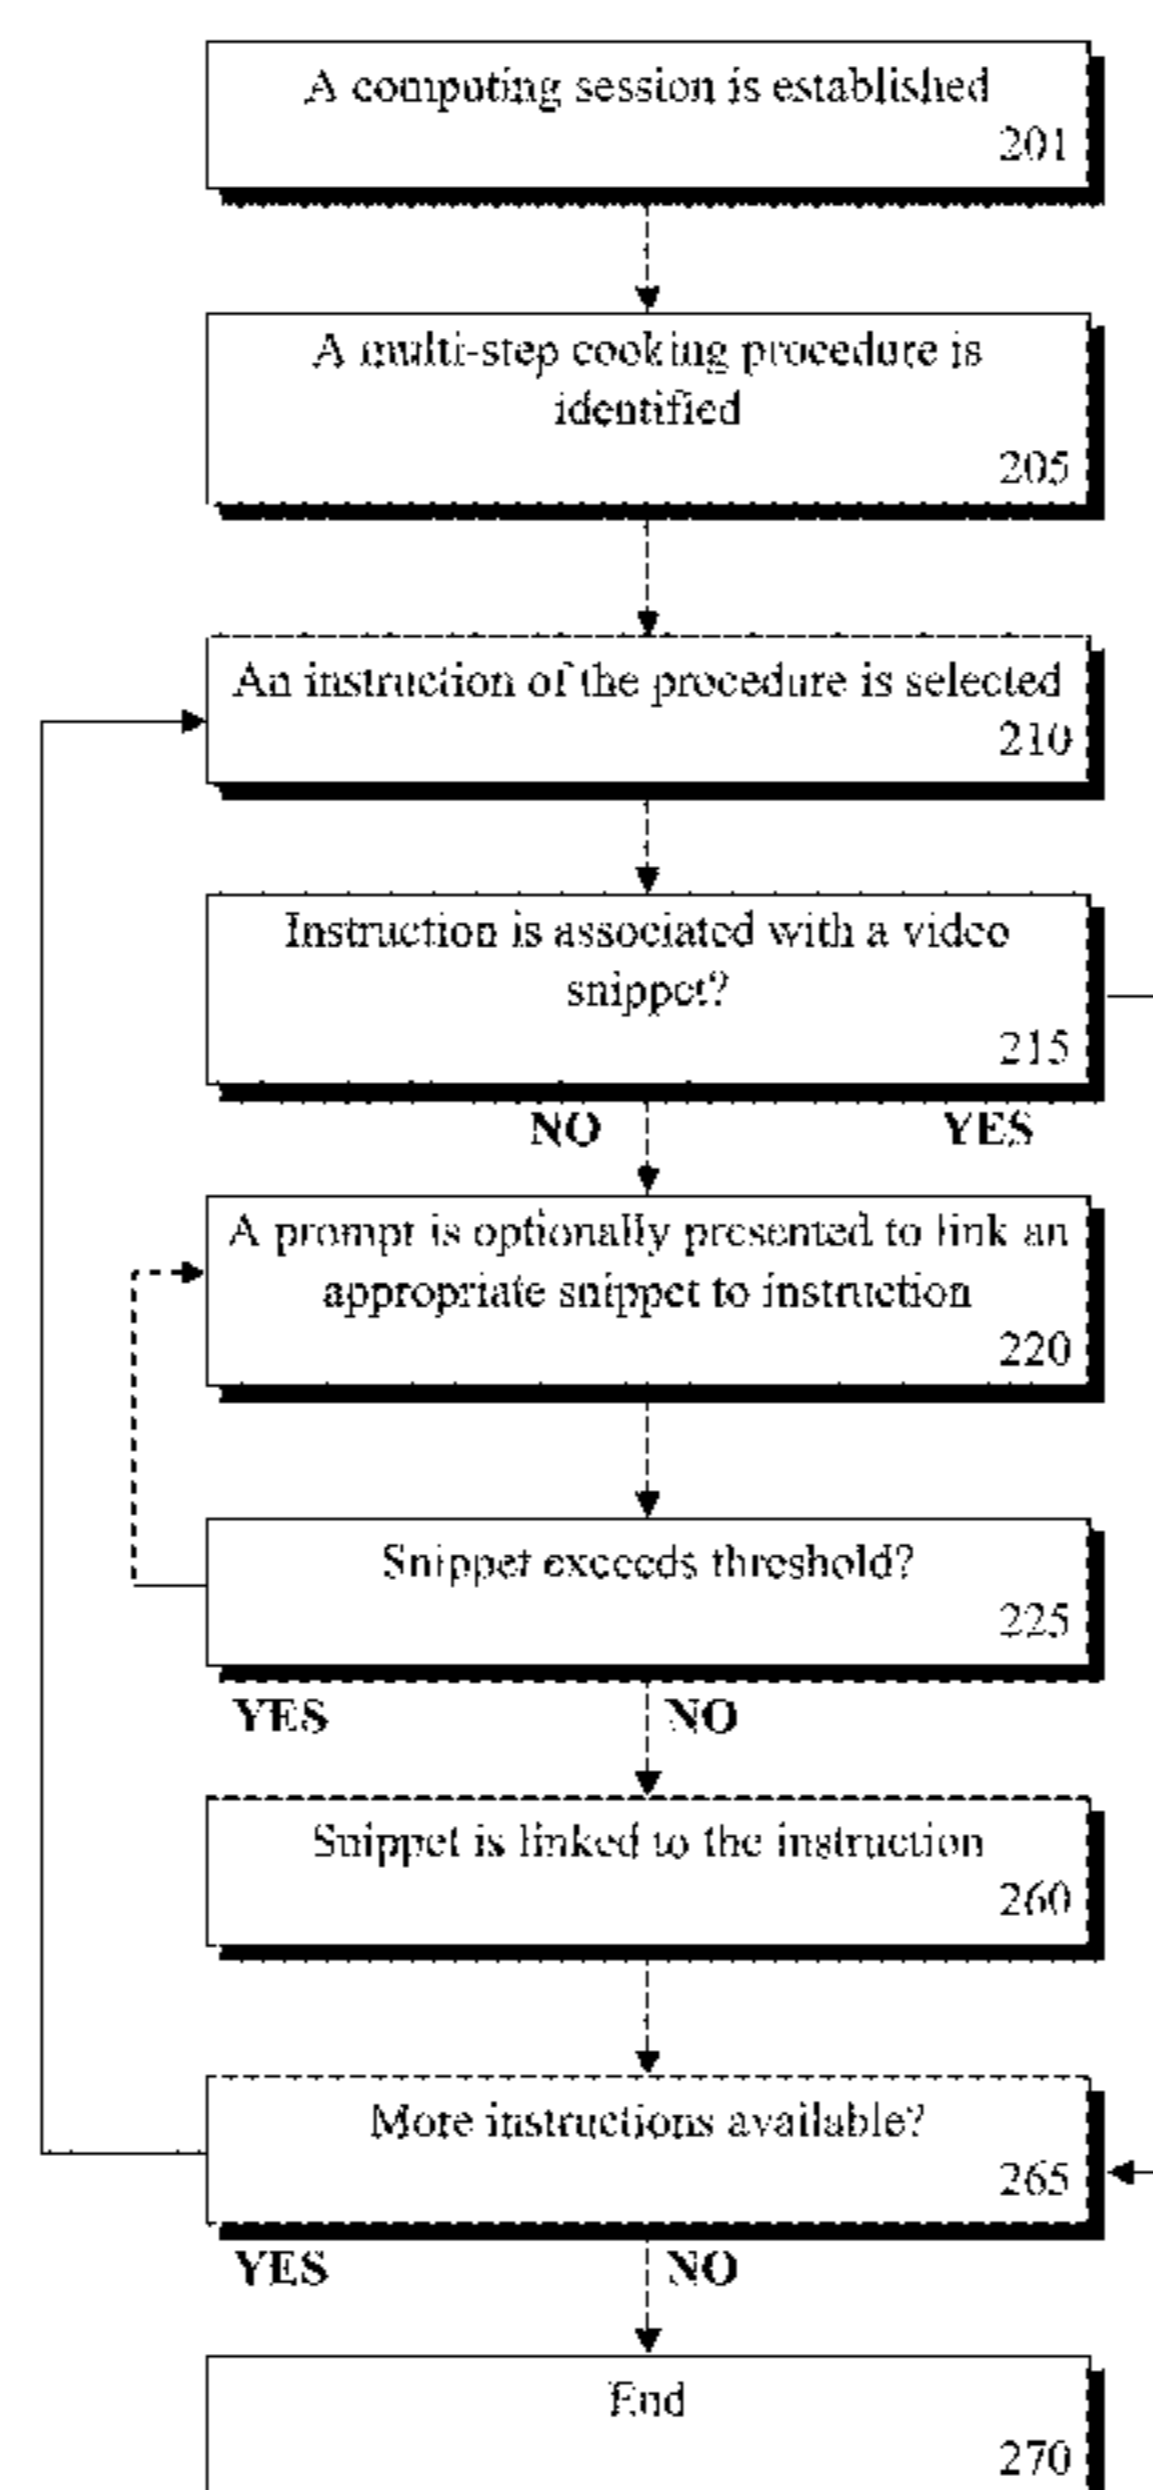 A computing session is established
201
A multi-step cooking procedure is
identified
205
An instruction of the procedure is selected
210
Instruction is associated with a video
snippet?
215
NO YES
A prompt is optionally presented to link an
appropriate snippet to instruction
220
Snippet exceeds threshold?
225
YES NO
Snippet is linked to the instruction
260
More instructions available?
265
YES NO
End
270